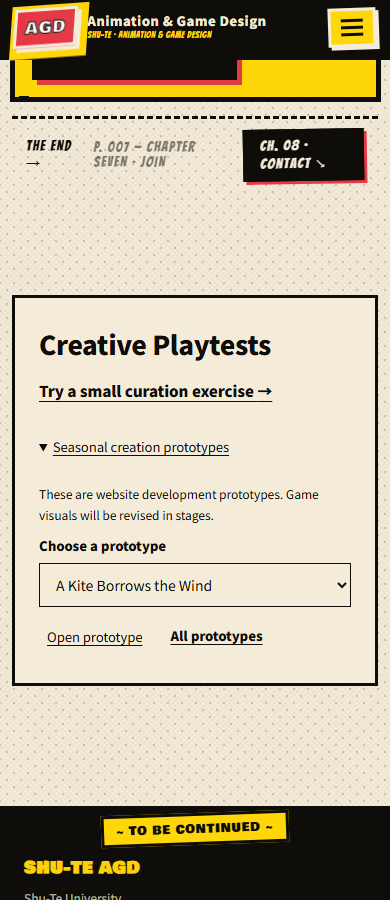 AGD
Animation & Game Design
SHU-TE · ANIMATION & GAME DESIGN
THE END →
P. 007 — CHAPTER SEVEN · JOIN
CH. 08 · CONTACT ↘
Creative Playtests
Try a small curation exercise →
▼ Seasonal creation prototypes
These are website development prototypes. Game
visuals will be revised in stages.
Choose a prototype
A Kite Borrows the Wind
Open prototype
All prototypes
~ TO BE CONTINUED ~
SHU-TE AGD
Shu-Te University